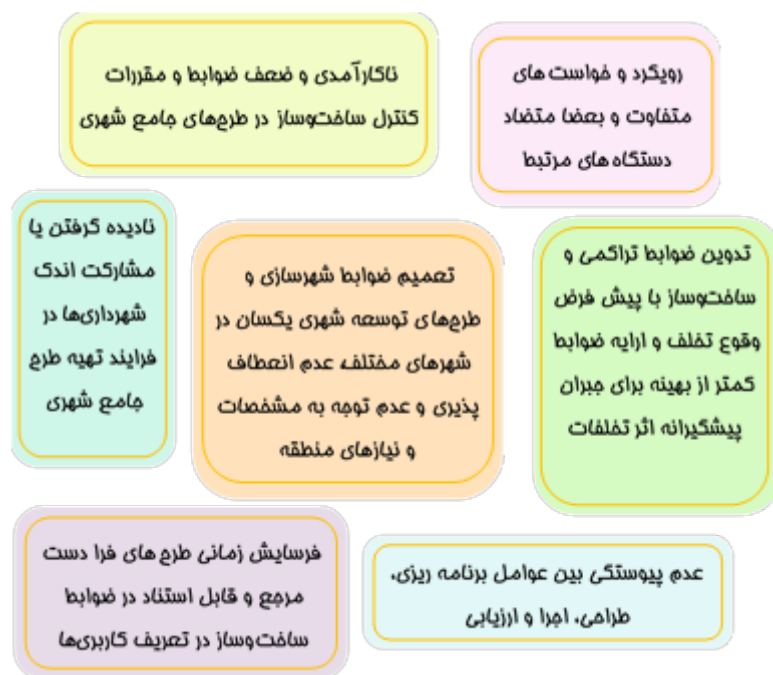 رویکرد و خواست های
متفاوت و بعضا متضاد
دستگاه های مرتبط
ناکارآمدی و ضعف ضوابط و مقررات
کنترل ساخت‌وساز در طرح‌های جامع شهری
تدوین ضوابط تراکمی و
ساخت‌وساز با پیش فرض
وقوع تخلف و ارایه ضوابط
کمتر از بهینه برای جبران
پیشگیرانه اثر تخلفات
تعمیم ضوابط شهرسازی و
طرح‌های توسعه شهری یکسان در
شهرهای مختلف، عدم انعطاف
پذیری و عدم توجه به مشخصات
و نیازهای منطقه
نادیده گرفتن یا
مشارکت اندک
شهرداری‌ها در
فرایند تهیه طرح
جامع شهری
عدم پیوستگی بین عوامل برنامه ریزی،
طراحی، اجرا و ارزیابی
فرسایش زمانی طرح های فرا دست
مرجع و قابل استناد در ضوابط
ساخت‌وساز در تعریف کاربری‌ها